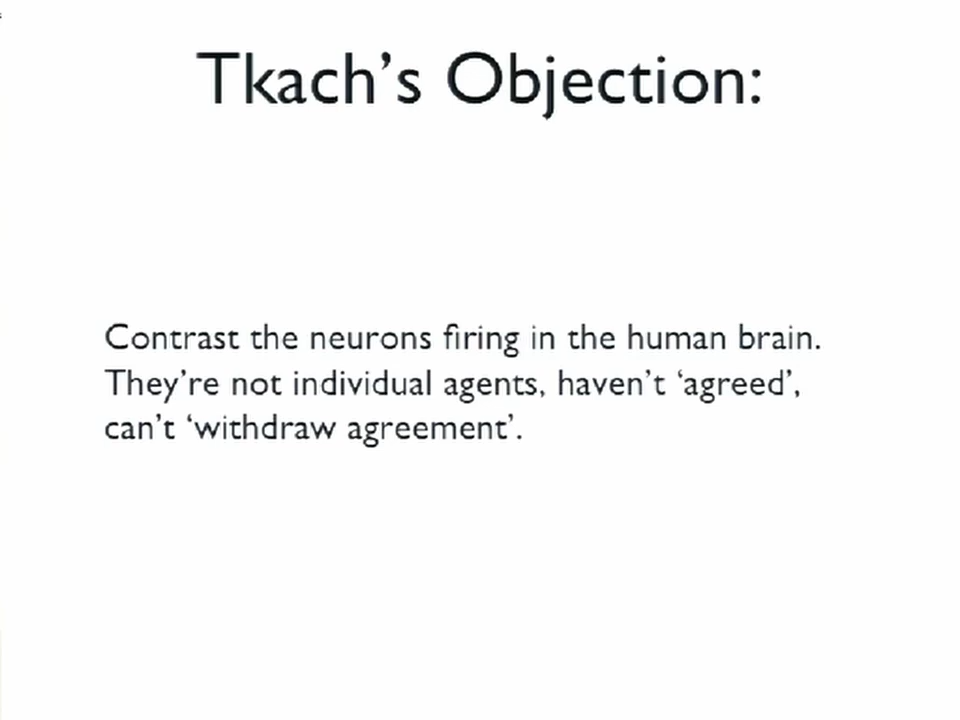 Tkach’s Objection:
Contrast the neurons firing in the human brain.
They’re not individual agents, haven’t ‘agreed’,
can’t ‘withdraw agreement’.